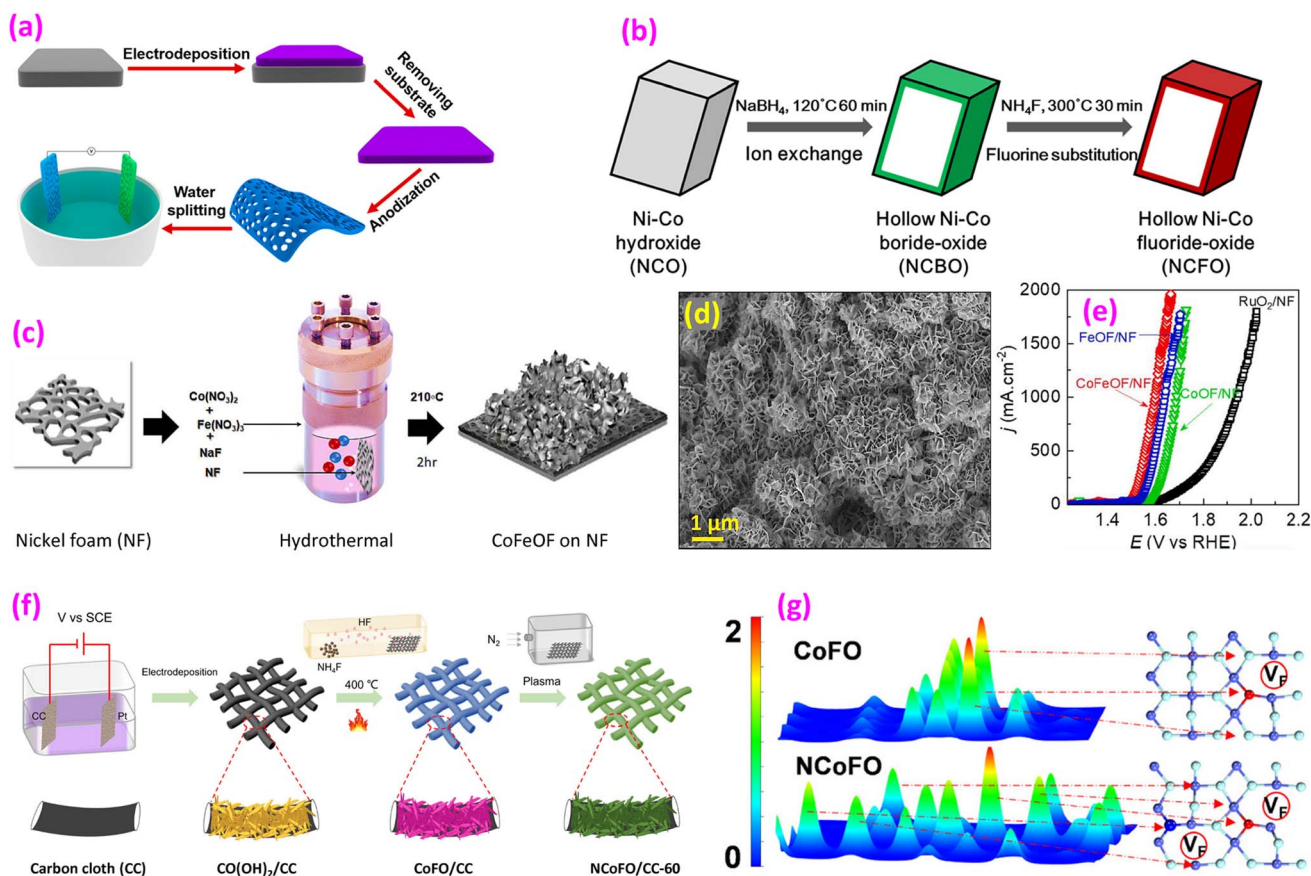 (a)
Electrodeposition
Removing
substrate
Anodization
Water
splitting
V
(b)
NaBH₄, 120°C 60 min
Ion exchange
NH₄F, 300°C 30 min
Fluorine substitution
Ni-Co
hydroxide
(NCO)
Hollow Ni-Co
boride-oxide
(NCBO)
Hollow Ni-Co
fluoride-oxide
(NCFO)
(c)
Co(NO₃)₂
+
Fe(NO₃)₃
+
NaF
NF
210◦C
2hr
Nickel foam (NF)
Hydrothermal
CoFeOF on NF
(d)
1 µm
(e)
2000
1500
1000
500
0
j (mA.cm⁻²)
RuO₂/NF
FeOF/NF
CoFeOF/NF
CoOF/NF
1.4
1.6
1.8
2.0
2.2
E (V vs RHE)
(f)
V vs SCE
CC
Pt
Electrodeposition
HF
NH₄F
400 ℃
N₂
Plasma
Carbon cloth (CC)
CO(OH)₂/CC
CoFO/CC
NCoFO/CC-60
(g)
2
0
CoFO
V_F
NCoFO
V_F
V_F